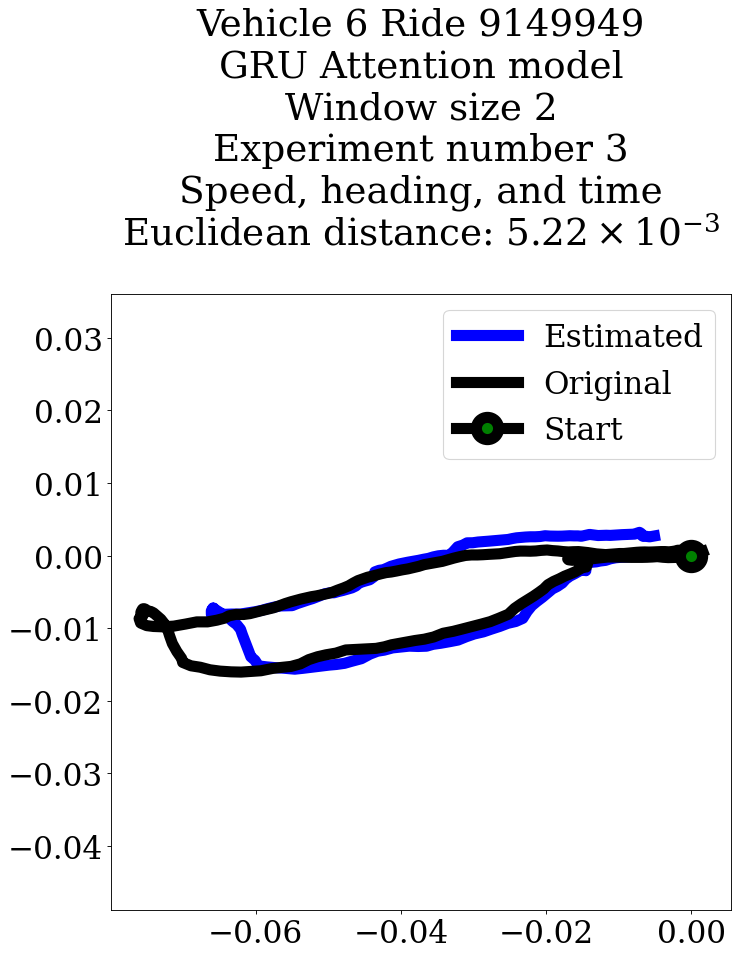 Vehicle 6 Ride 9149949
GRU Attention model
Window size 2
Experiment number 3
Speed, heading, and time
Euclidean distance: 5.22 × 10⁻³
Estimated
Original
Start
0.03
0.02
0.01
0.00
−0.01
−0.02
−0.03
−0.04
−0.06 −0.04 −0.02 0.00